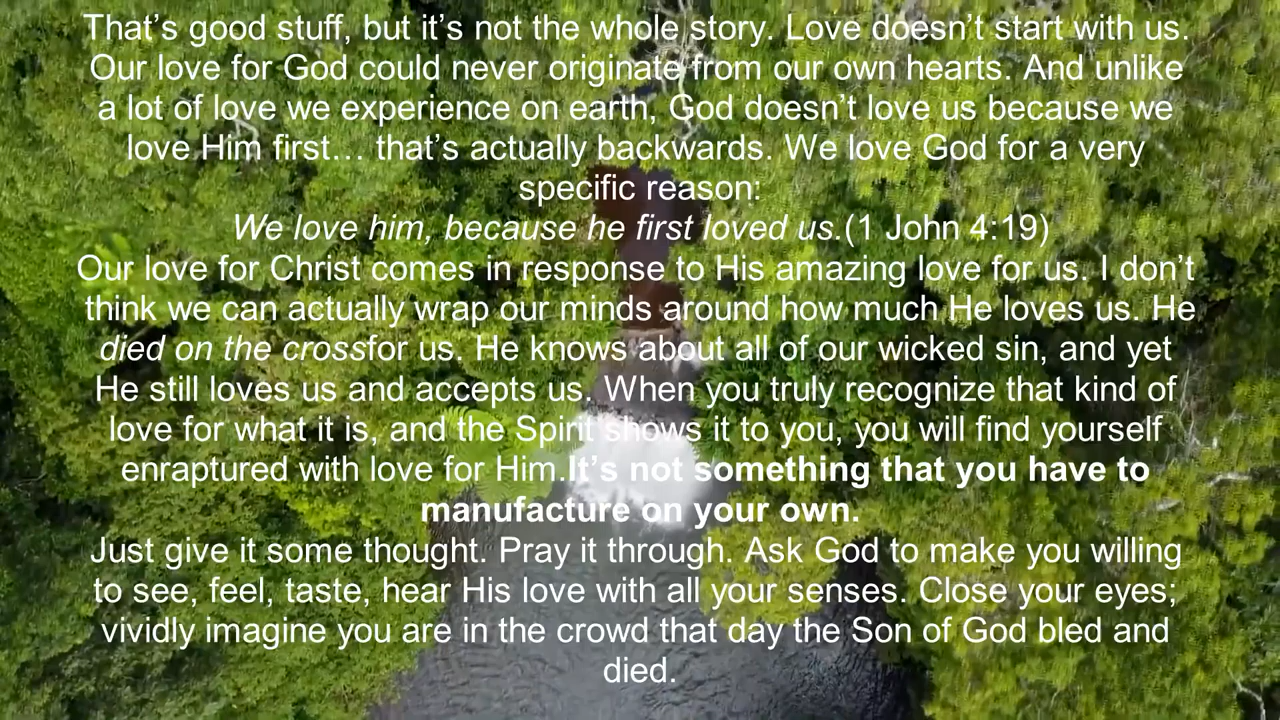 That’s good stuff, but it’s not the whole story. Love doesn’t start with us.
Our love for God could never originate from our own hearts. And unlike
a lot of love we experience on earth, God doesn’t love us because we
love Him first… that’s actually backwards. We love God for a very
specific reason:
We love him, because he first loved us.(1 John 4:19)
Our love for Christ comes in response to His amazing love for us. I don’t
think we can actually wrap our minds around how much He loves us. He
died on the crossfor us. He knows about all of our wicked sin, and yet
He still loves us and accepts us. When you truly recognize that kind of
love for what it is, and the Spirit shows it to you, you will find yourself
enraptured with love for Him.It’s not something that you have to
manufacture on your own.
Just give it some thought. Pray it through. Ask God to make you willing
to see, feel, taste, hear His love with all your senses. Close your eyes;
vividly imagine you are in the crowd that day the Son of God bled and
died.